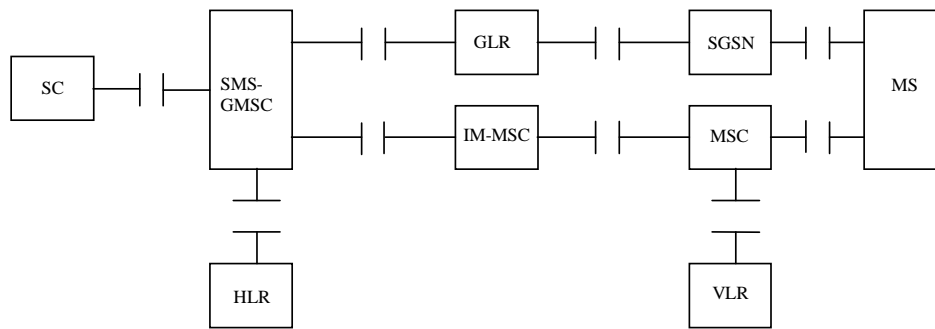 GLR
SGSN
SC
SMS-
GMSC
MS
IM-MSC
MSC
HLR
VLR